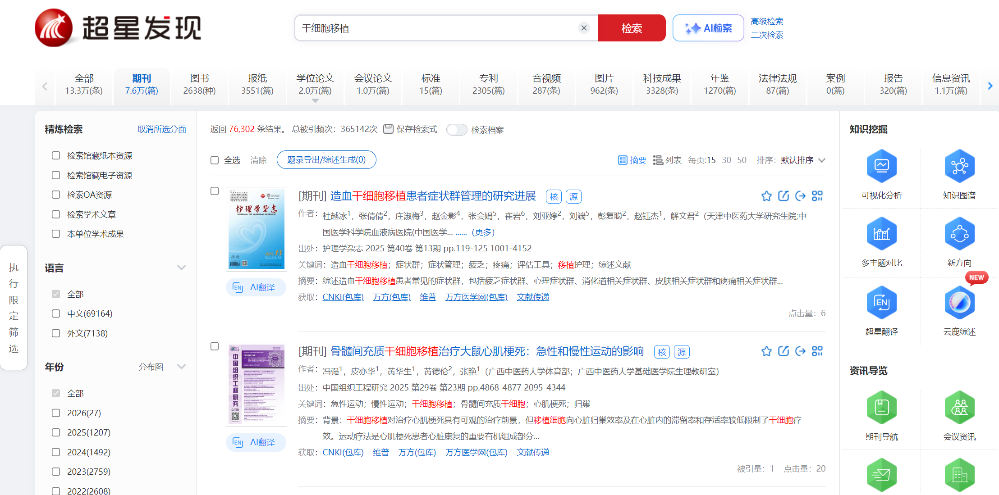 超星发现
干细胞移植
检索
AI检索
高级检索
二次检索
全部
13.3万(条)
期刊
7.6万(篇)
图书
2638(种)
报纸
3551(篇)
学位论文
2.0万(篇)
会议论文
1.0万(篇)
标准
15(篇)
专利
2305(篇)
音视频
287(条)
图片
962(条)
科技成果
3328(条)
年鉴
1270(篇)
法律法规
87(篇)
案例
0(篇)
报告
320(篇)
信息资讯
1.1万(篇)
执行限定筛选
精炼检索 取消所选分面
检索馆藏纸本资源
检索馆藏电子资源
检索OA资源
检索学术文章
本单位学术成果
语言
全部
中文(69164)
外文(7138)
年份 分布图
全部
2026(27)
2025(1207)
2024(1492)
2023(2759)
2022(2608)
返回 76,302 条结果。 总被引频次：365142次 保存检索式 检索档案
全选 清除 题录导出/综述生成(0) 摘要 列表 每页:15 30 50 排序：默认排序
护理学杂志
JOURNAL OF NURSING SCIENCE
2025.13
AI翻译
[期刊] 造血干细胞移植患者症状群管理的研究进展 核 源
作者：杜越冰1，张倩倩2，庄淑梅3，赵金影4，张会娟5，崔岩6，刘亚婷2，刘端5，彭复聪2，赵钰杰1，解文君2（天津中医药大学研究生院;中
国医学科学院血液病医院(中国医学... ......（更多）
出处：护理学杂志 2025 第40卷 第13期 pp.119-125 1001-4152
关键词：造血干细胞移植；症状群；症状管理；疲乏；疼痛；评估工具；移植护理；综述文献
摘要：综述造血干细胞移植患者常见的症状群，包括疲乏症状群、心理症状群、消化道相关症状群、皮肤相关症状群和疼痛相关症状群...
获取：CNKI(包库) 万方(包库) 维普 万方医学网(包库) 文献传递
点击量：6
中国组织工程研究
CJTER
AI翻译
[期刊] 骨髓间充质干细胞移植治疗大鼠心肌梗死：急性和慢性运动的影响 核 源
作者：冯强1，皮亦华1，黄华生1，黄德伦2，张艳1（广西中医药大学体育部；广西中医药大学基础医学院生理教研室）
出处：中国组织工程研究 2025 第29卷 第23期 pp.4868-4877 2095-4344
关键词：急性运动；慢性运动；干细胞移植；骨髓间充质干细胞；心肌梗死；归巢
摘要：背景：干细胞移植对治疗心肌梗死具有可观的治疗前景，但移植细胞向心脏归巢效率及在心脏内的滞留率和存活率较低限制了干细胞疗
效。运动疗法是心肌梗死患者心脏康复的重要有机组成部分...
获取：CNKI(包库) 维普 万方(包库) 万方医学网(包库) 文献传递
被引量：1 点击量：20
知识挖掘
可视化分析
知识图谱
多主题对比
新方向
NEW
EN
超星翻译
云鹿综述
资讯导览
期刊导航
会议资讯